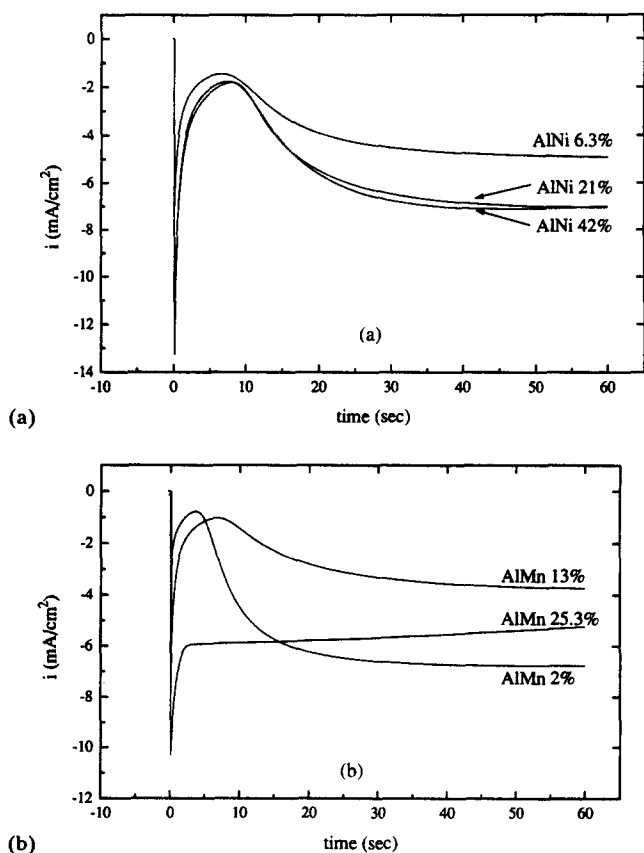 0
-2
-4
-6
-8
-10
-12
-14
i (mA/cm²)
AlNi 6.3%
AlNi 21%
AlNi 42%
(a)
-10 0 10 20 30 40 50 60
(a)
time (sec)
0
-2
-4
-6
-8
-10
-12
i (mA/cm²)
AlMn 13%
AlMn 25.3%
AlMn 2%
(b)
-10 0 10 20 30 40 50 60
(b)
time (sec)